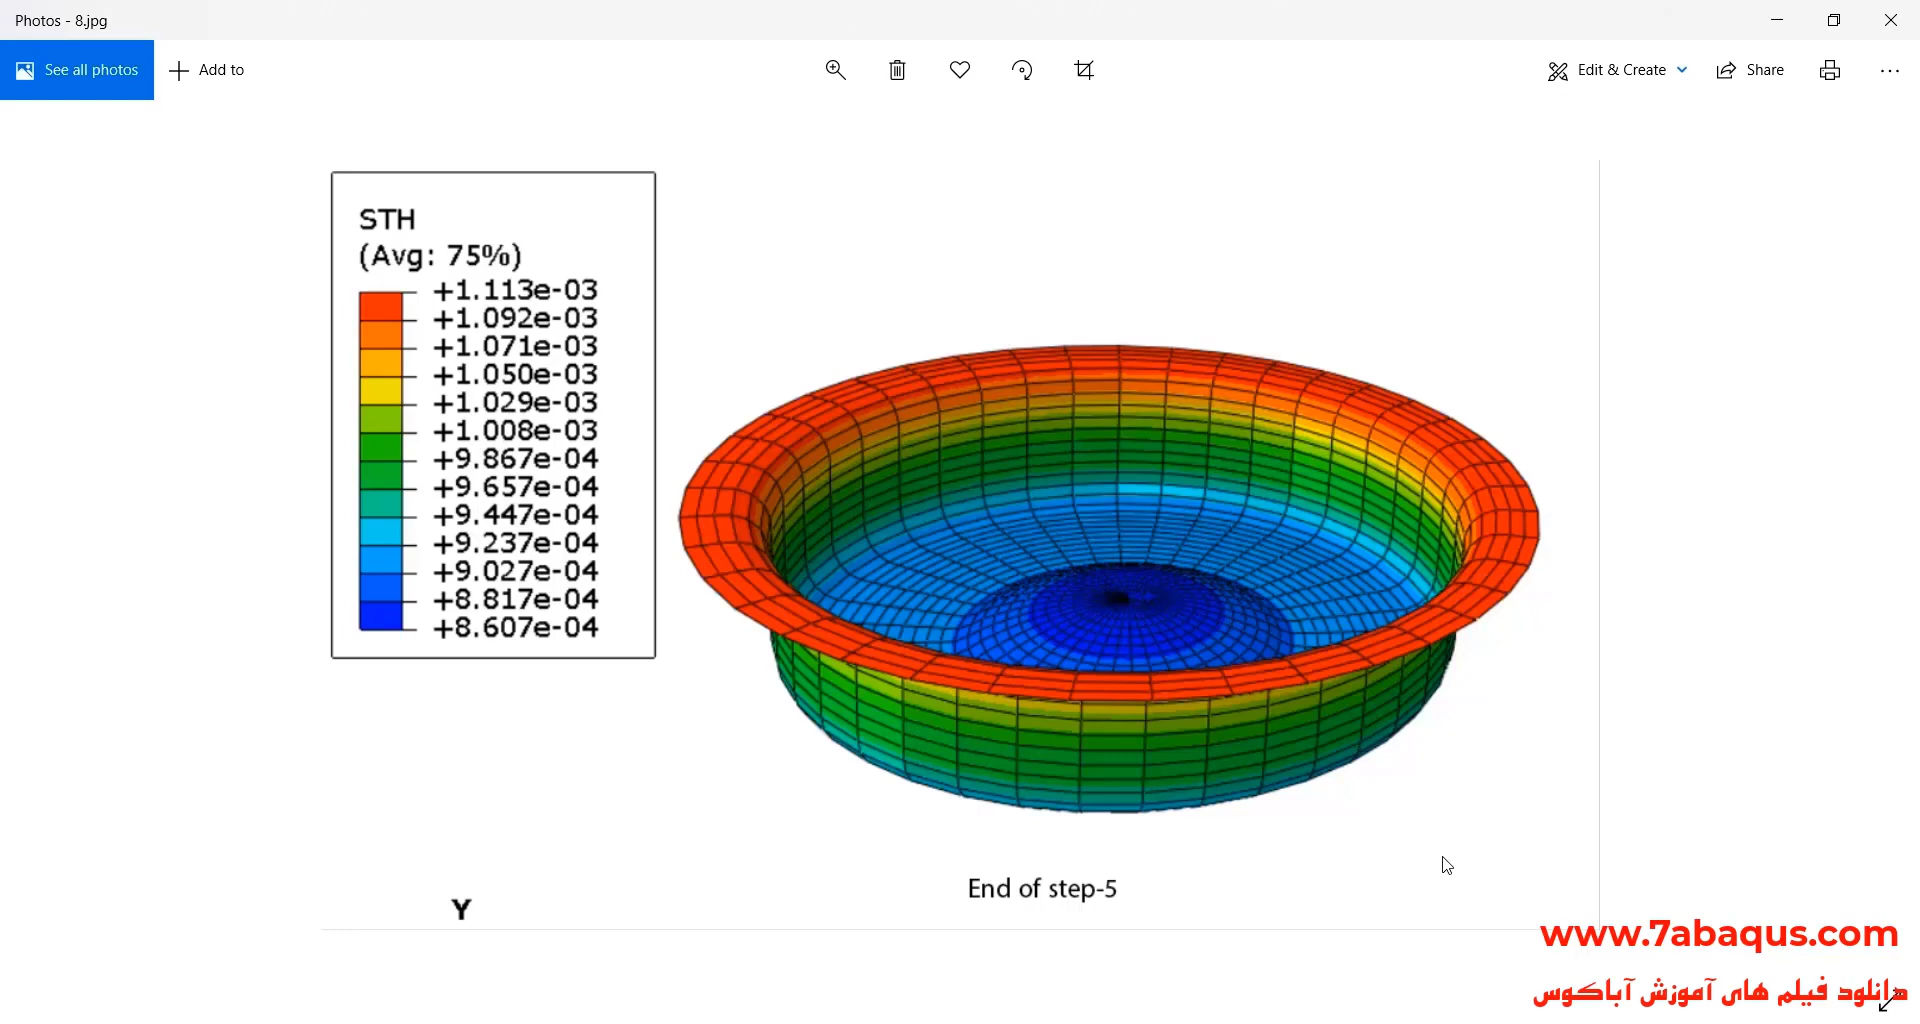 Photos - 8.jpg
See all photos
Add to
Edit & Create
Share
STH
(Avg: 75%)
+1.113e-03
+1.092e-03
+1.071e-03
+1.050e-03
+1.029e-03
+1.008e-03
+9.867e-04
+9.657e-04
+9.447e-04
+9.237e-04
+9.027e-04
+8.817e-04
+8.607e-04
End of step-5
Y
www.7abaqus.com
دانلود فیلم های آموزش آباکوس